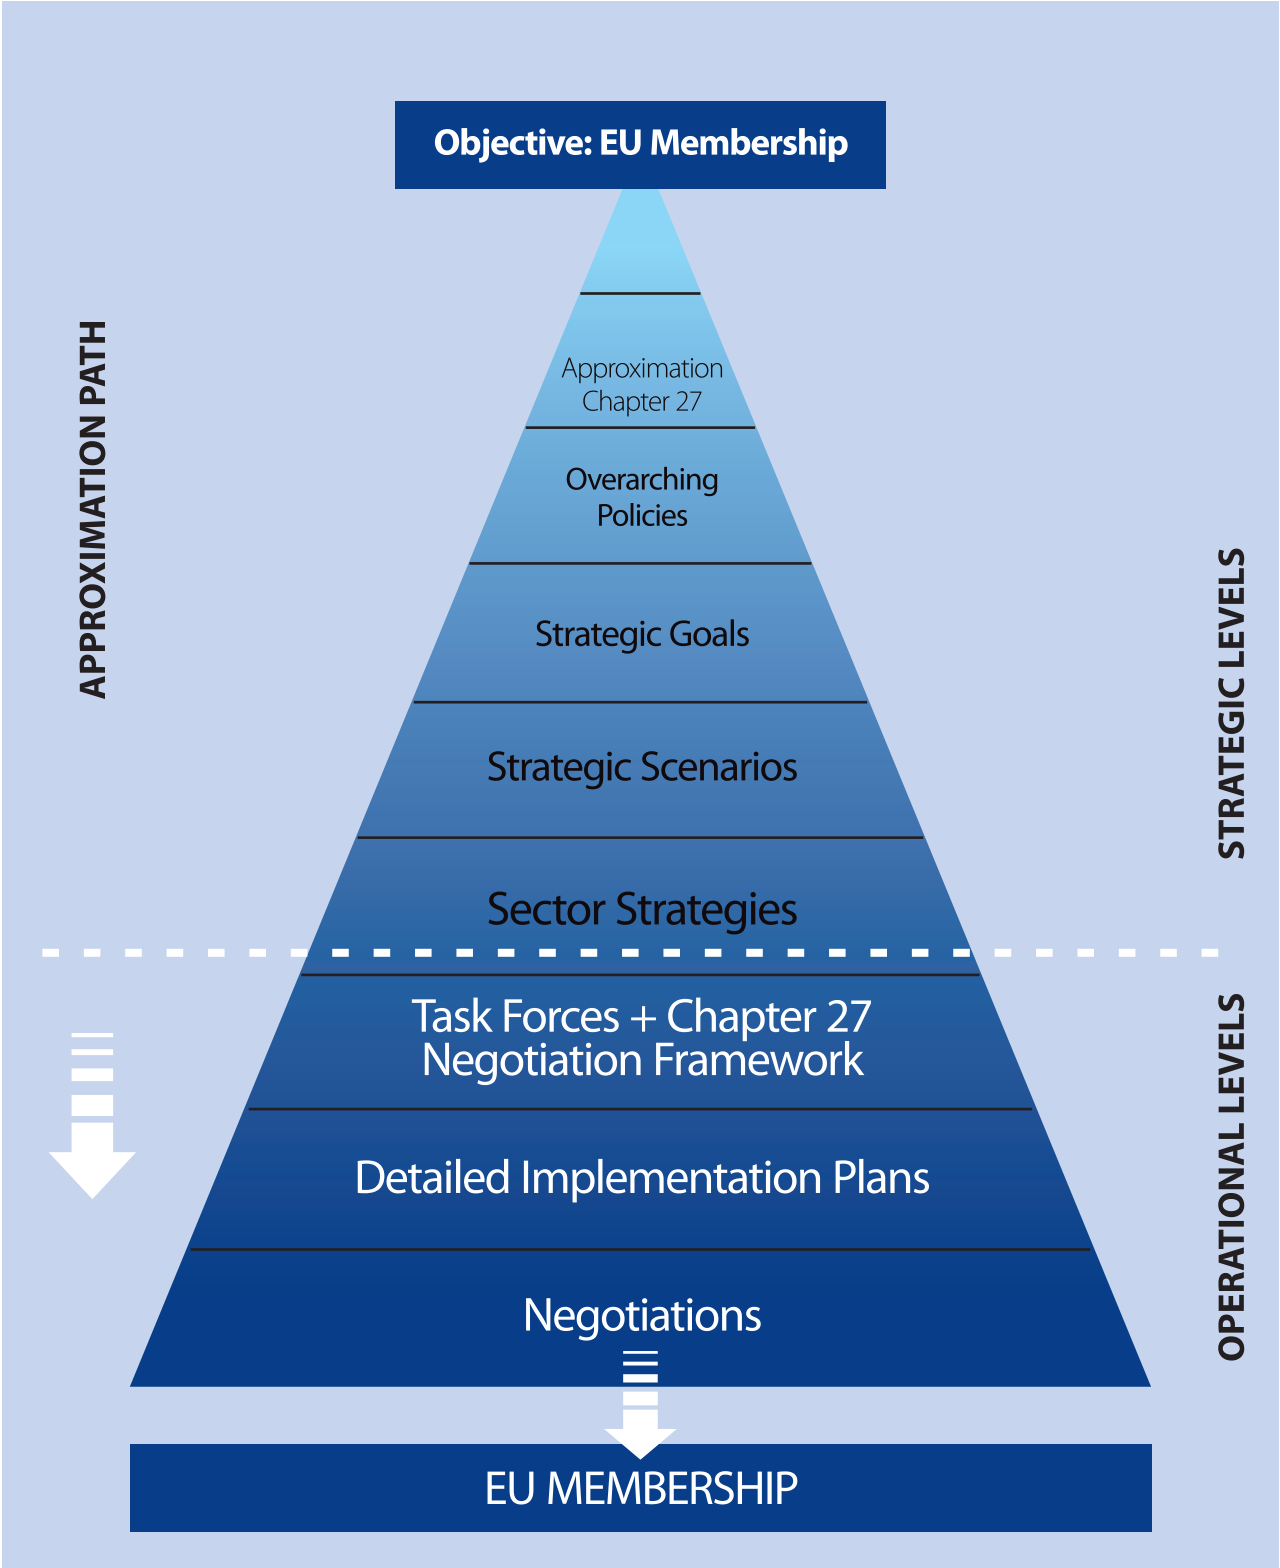 Objective: EU Membership
APPROXIMATION PATH
Approximation
Chapter 27
Overarching
Policies
Strategic Goals
Strategic Scenarios
Sector Strategies
STRATEGIC LEVELS
Task Forces + Chapter 27
Negotiation Framework
Detailed Implementation Plans
Negotiations
OPERATIONAL LEVELS
EU MEMBERSHIP